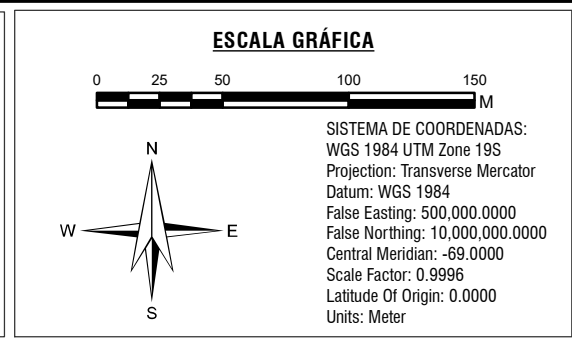 ESCALA GRÁFICA
0 25 50 100 150
M
SISTEMA DE COORDENADAS:
WGS 1984 UTM Zone 19S
Projection: Transverse Mercator
Datum: WGS 1984
False Easting: 500,000.0000
False Northing: 10,000,000.0000
Central Meridian: -69.0000
Scale Factor: 0.9996
Latitude Of Origin: 0.0000
Units: Meter
N
W E
S